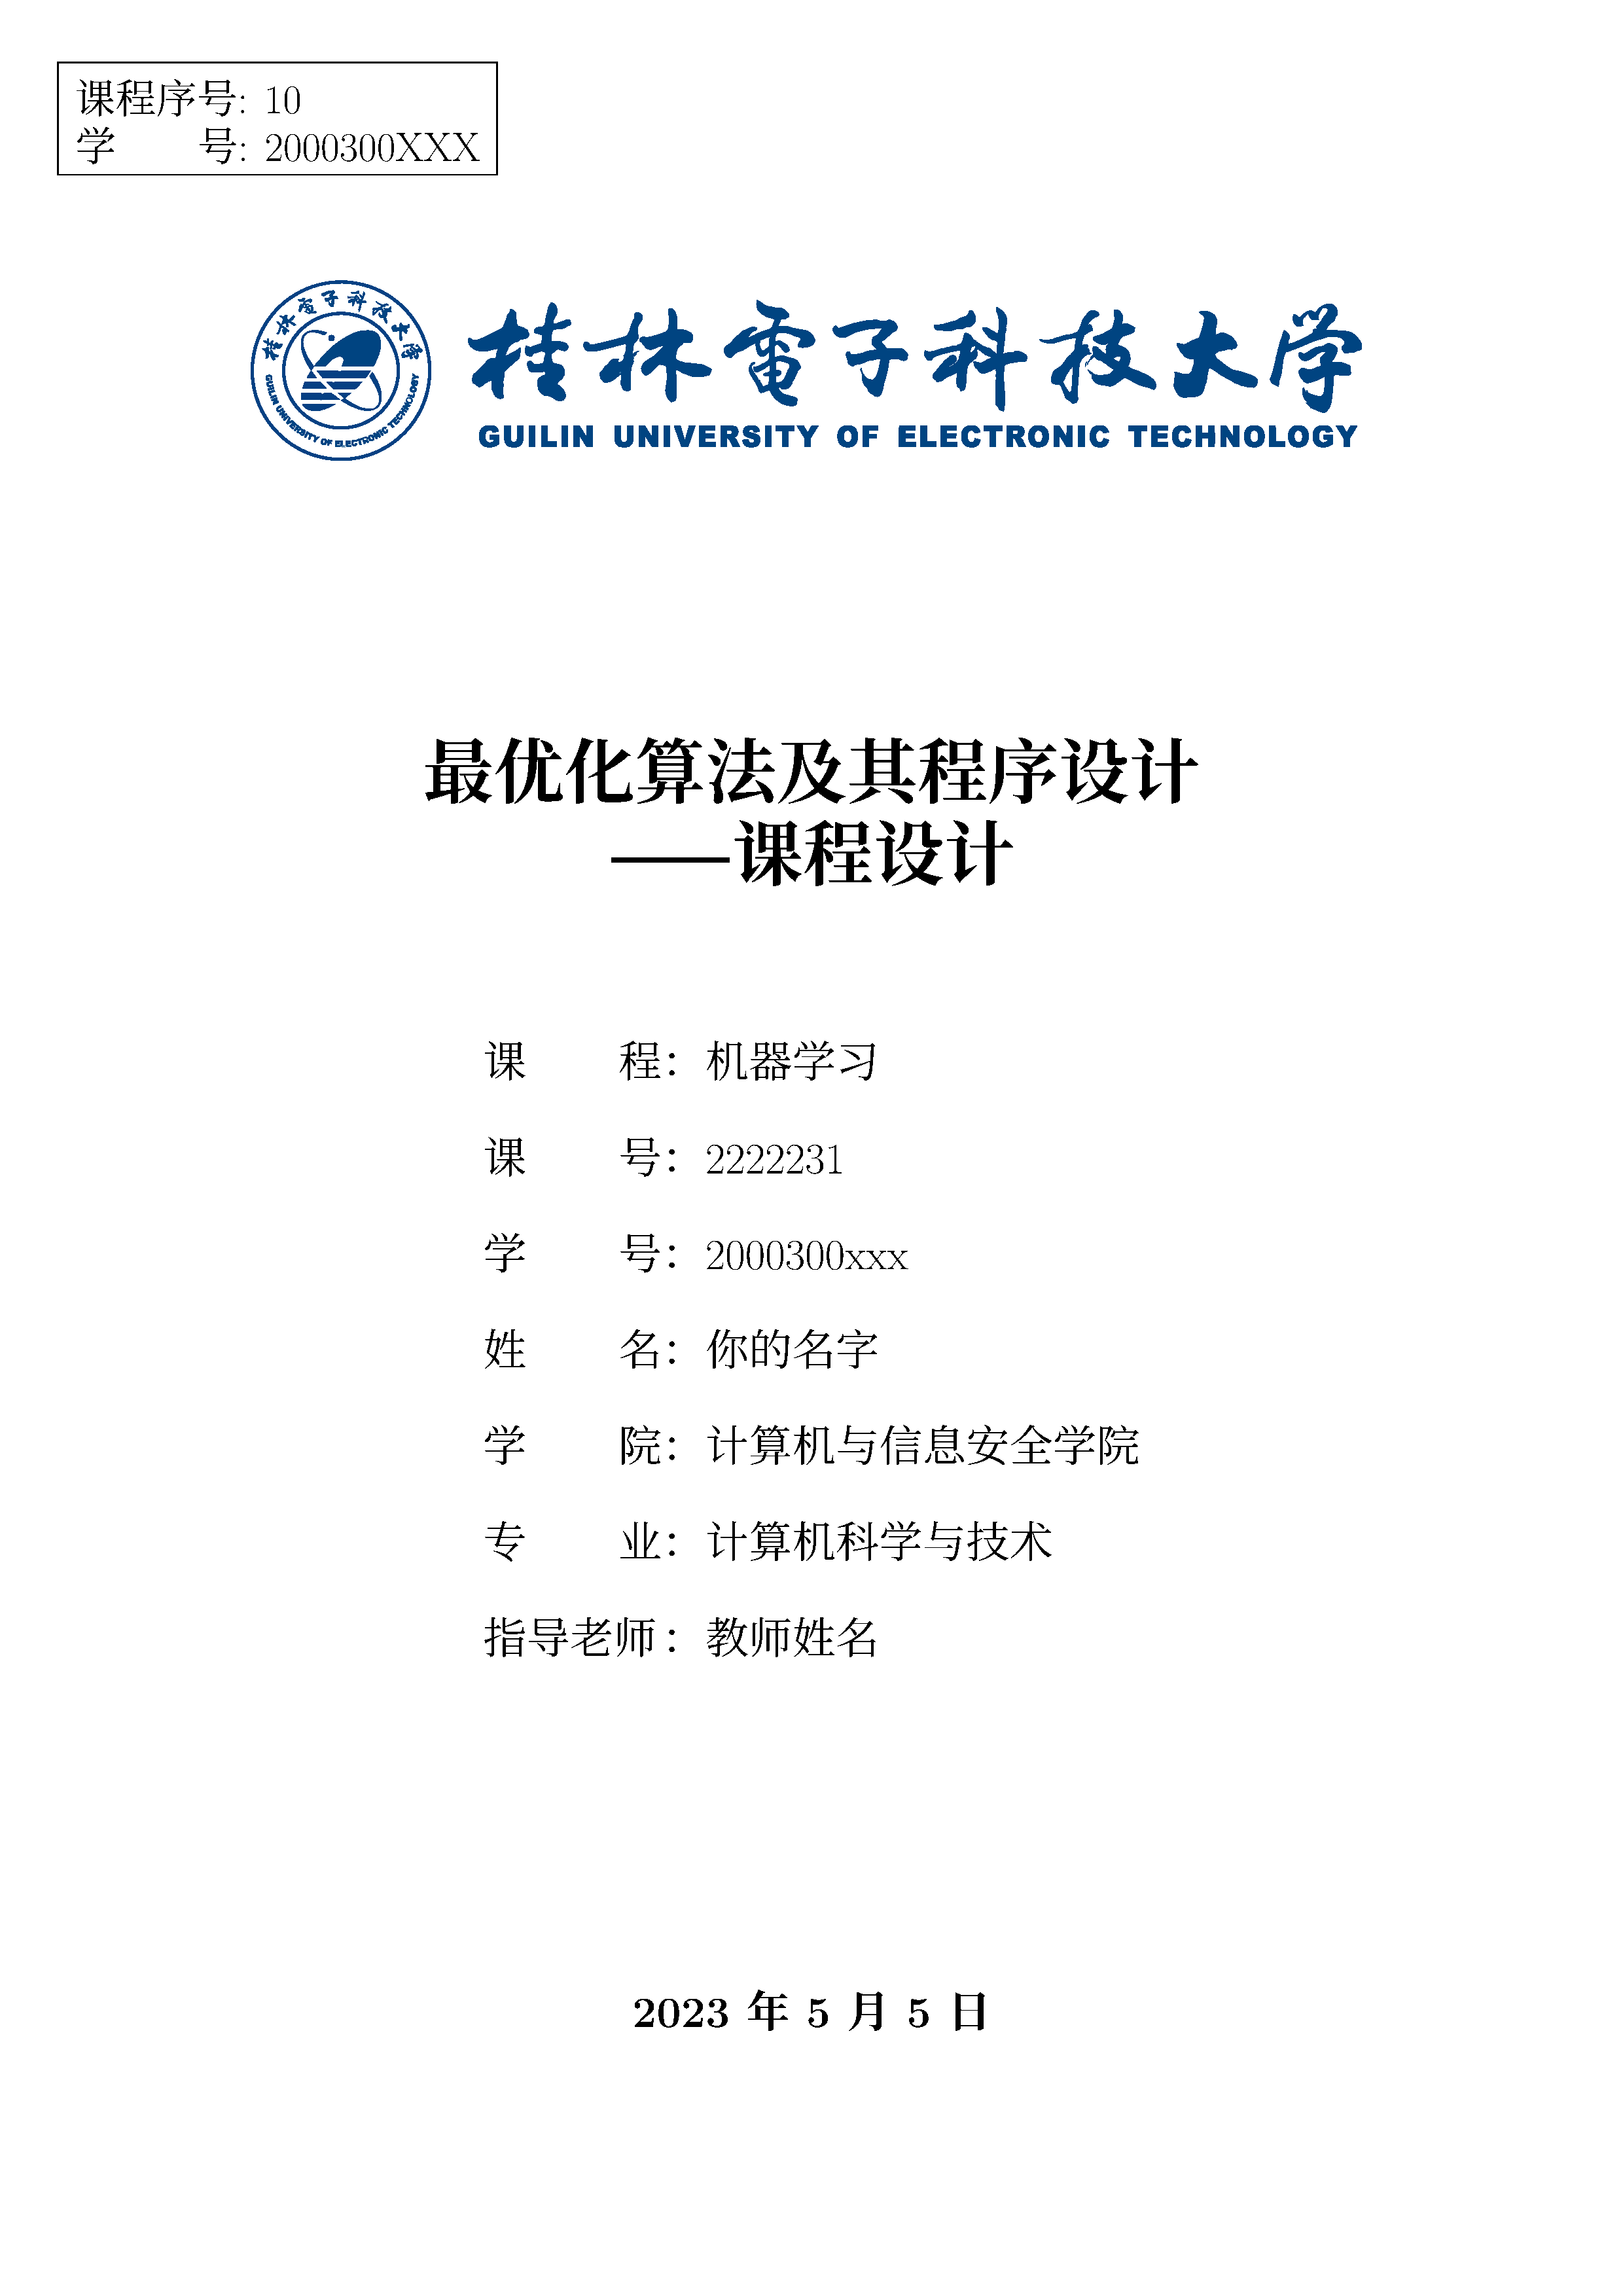 课程序号: 10
学 号: 2000300XXX
桂林電子科技大学
GUILIN UNIVERSITY OF ELECTRONIC TECHNOLOGY
桂林電子科技大学
GUILIN UNIVERSITY OF ELECTRONIC TECHNOLOGY
最优化算法及其程序设计
——课程设计
课 程：机器学习
课 号：2222231
学 号：2000300xxx
姓 名：你的名字
学 院：计算机与信息安全学院
专 业：计算机科学与技术
指导老师：教师姓名
2023 年 5 月 5 日